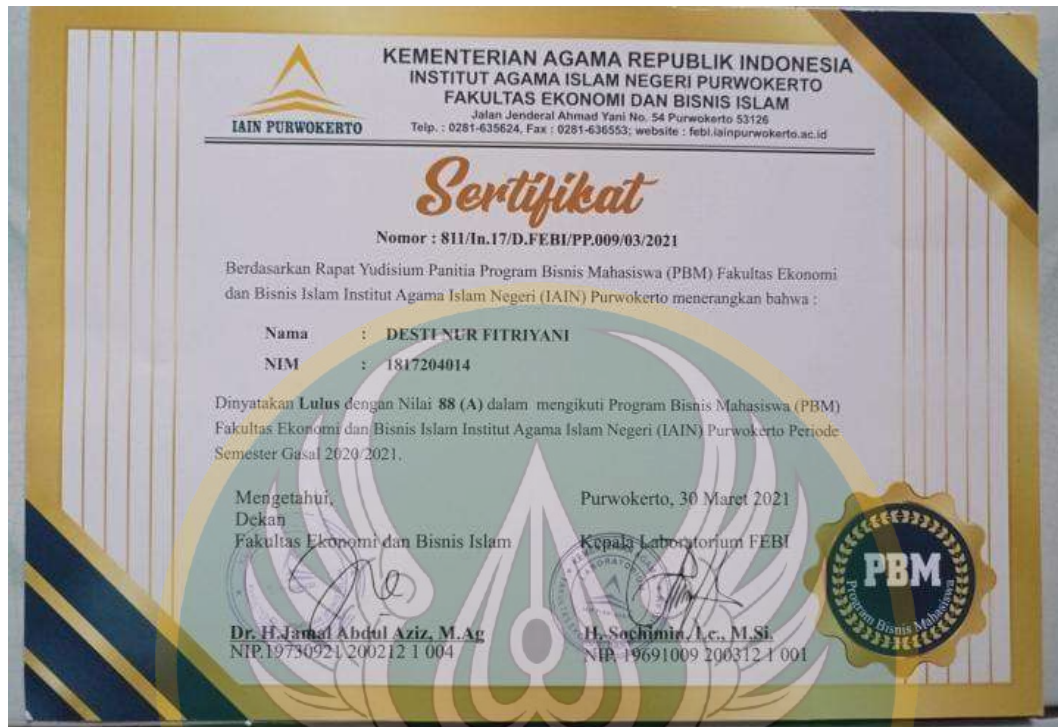 KEMENTERIAN AGAMA REPUBLIK INDONESIA
INSTITUT AGAMA ISLAM NEGERI PURWOKERTO
FAKULTAS EKONOMI DAN BISNIS ISLAM
Jalan Jenderal Ahmad Yani No. 54 Purwokerto 53126
Telp. : 0281-635624, Fax : 0281-636553; website : febi.iainpurwokerto.ac.id
IAIN PURWOKERTO
Sertifikat
Nomor : 811/In.17/D.FEBI/PP.009/03/2021
Berdasarkan Rapat Yudisium Panitia Program Bisnis Mahasiswa (PBM) Fakultas Ekonomi
dan Bisnis Islam Institut Agama Islam Negeri (IAIN) Purwokerto menerangkan bahwa :
Nama : DESTI NUR FITRIYANI
NIM : 1817204014
Dinyatakan Lulus dengan Nilai 88 (A) dalam mengikuti Program Bisnis Mahasiswa (PBM)
Fakultas Ekonomi dan Bisnis Islam Institut Agama Islam Negeri (IAIN) Purwokerto Periode
Semester Gasal 2020/2021.
Mengetahui,
Dekan
Fakultas Ekonomi dan Bisnis Islam
Dr. H. Jamal Abdul Aziz, M.Ag
NIP.19730921 200212 1 004
Purwokerto, 30 Maret 2021
Kepala Laboratorium FEBI
H. Sochimin, Lc., M.Si.
NIP. 19691009 200312 1 001
PBM
Program Bisnis Mahasiswa